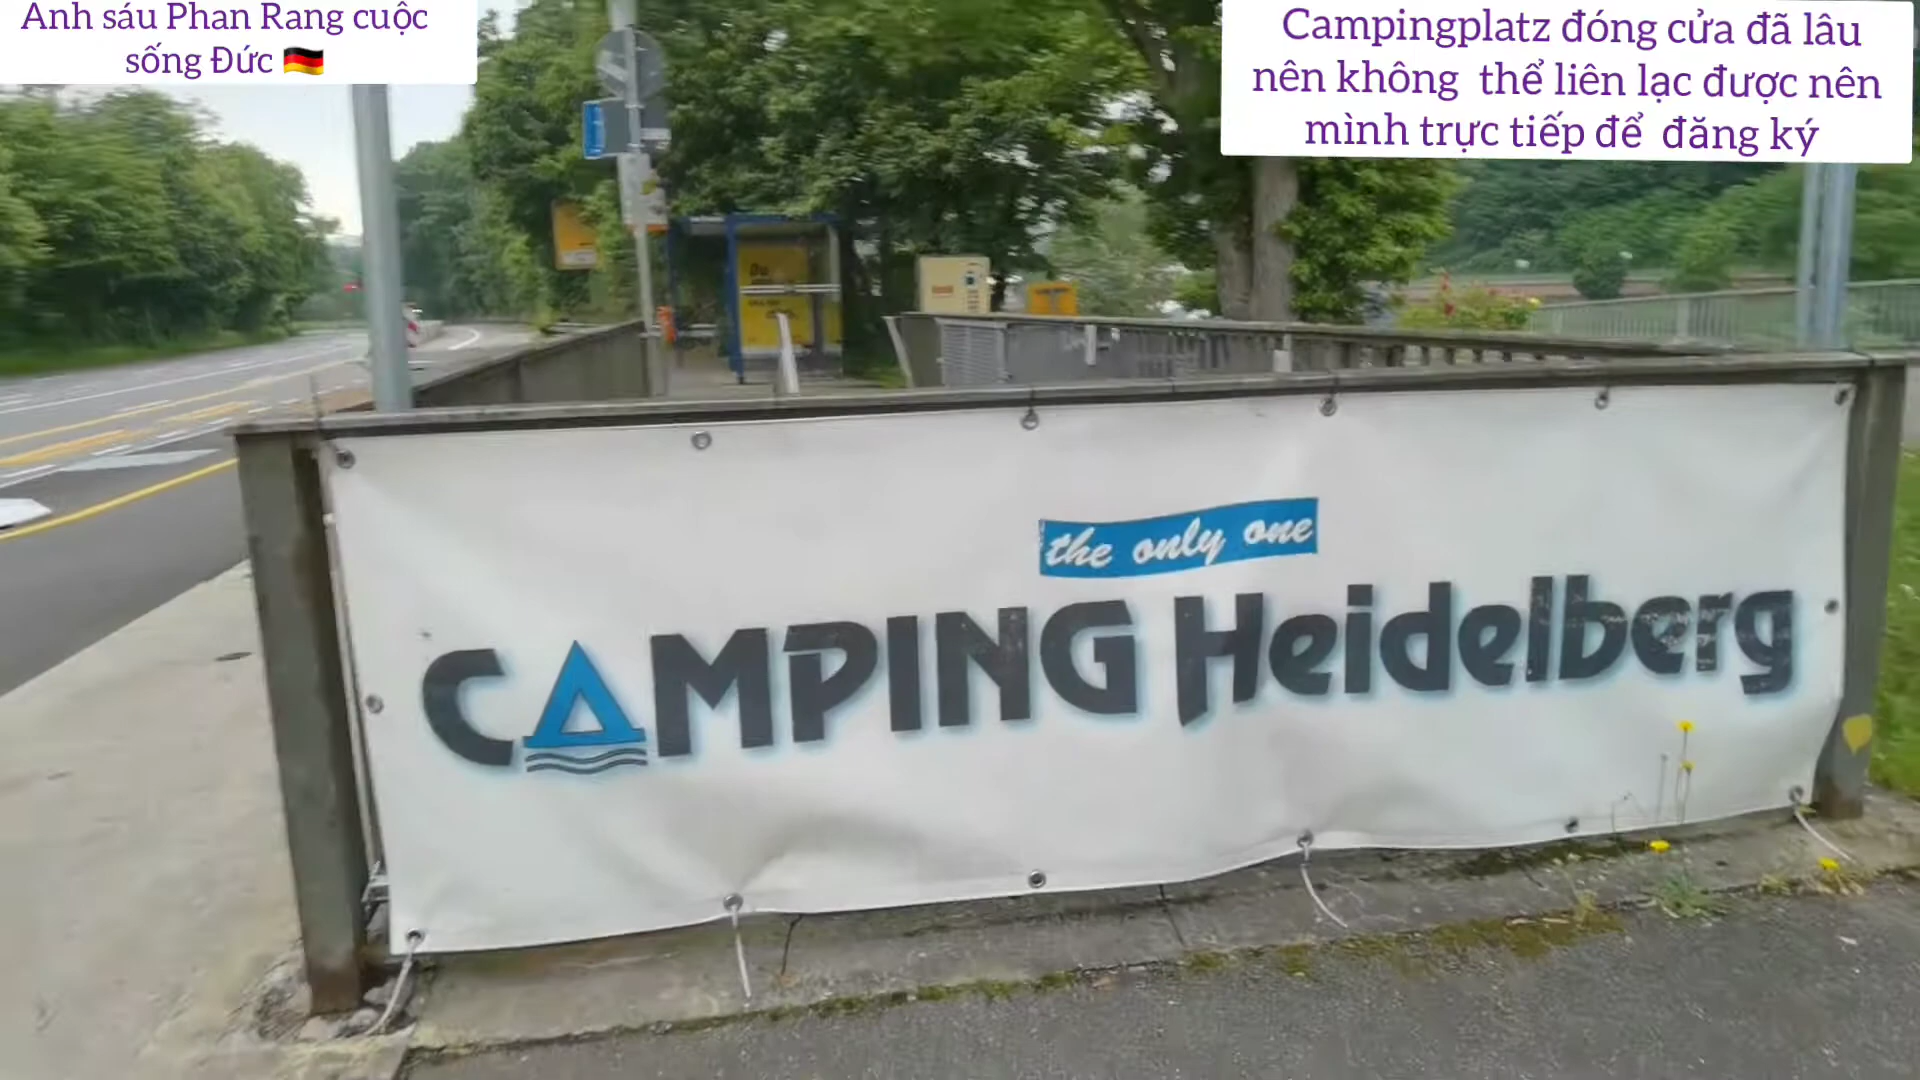 Anh sáu Phan Rang cuộc
sống Đức 🇩🇪
Campingplatz đóng cửa đã lâu
nên không thể liên lạc được nên
mình trực tiếp để đăng ký
Du
the only one
CAMPING Heidelberg